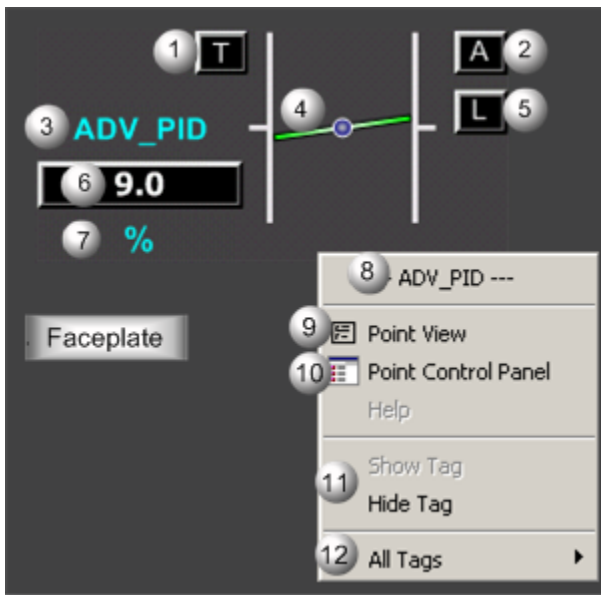 1 T A 2
3 ADV_PID 4 L 5
6 9.0
7 %
8 - ADV_PID ---
Faceplate
9 Point View
10 Point Control Panel
Help
Show Tag
11
Hide Tag
12 All Tags